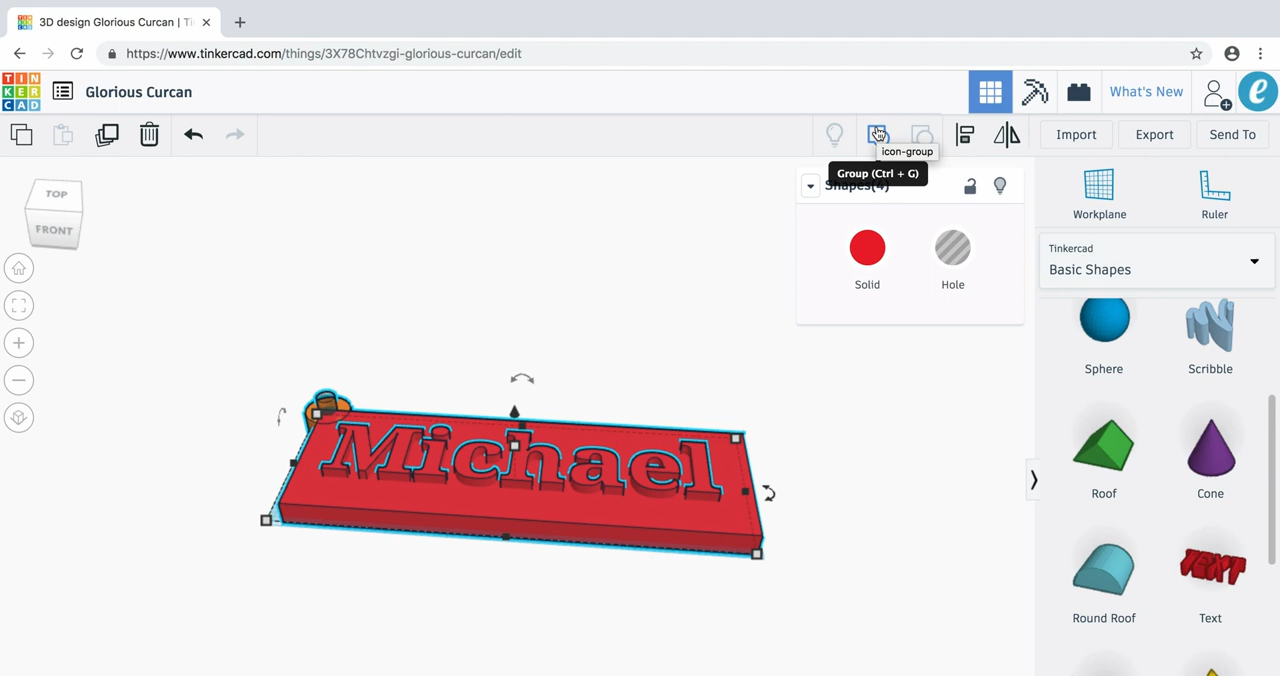 3D design Glorious Curcan | Ti
https://www.tinkercad.com/things/3X78Chtvzgi-glorious-curcan/edit
TIN
KER
CAD
Glorious Curcan
What's New
e
Import
Export
Send To
icon-group
Group (Ctrl + G)
Shapes(4)
Solid
Hole
TOP
FRONT
Workplane
Ruler
Tinkercad
Basic Shapes
Sphere
Scribble
Roof
Cone
Round Roof
TEXT
Text
Michael